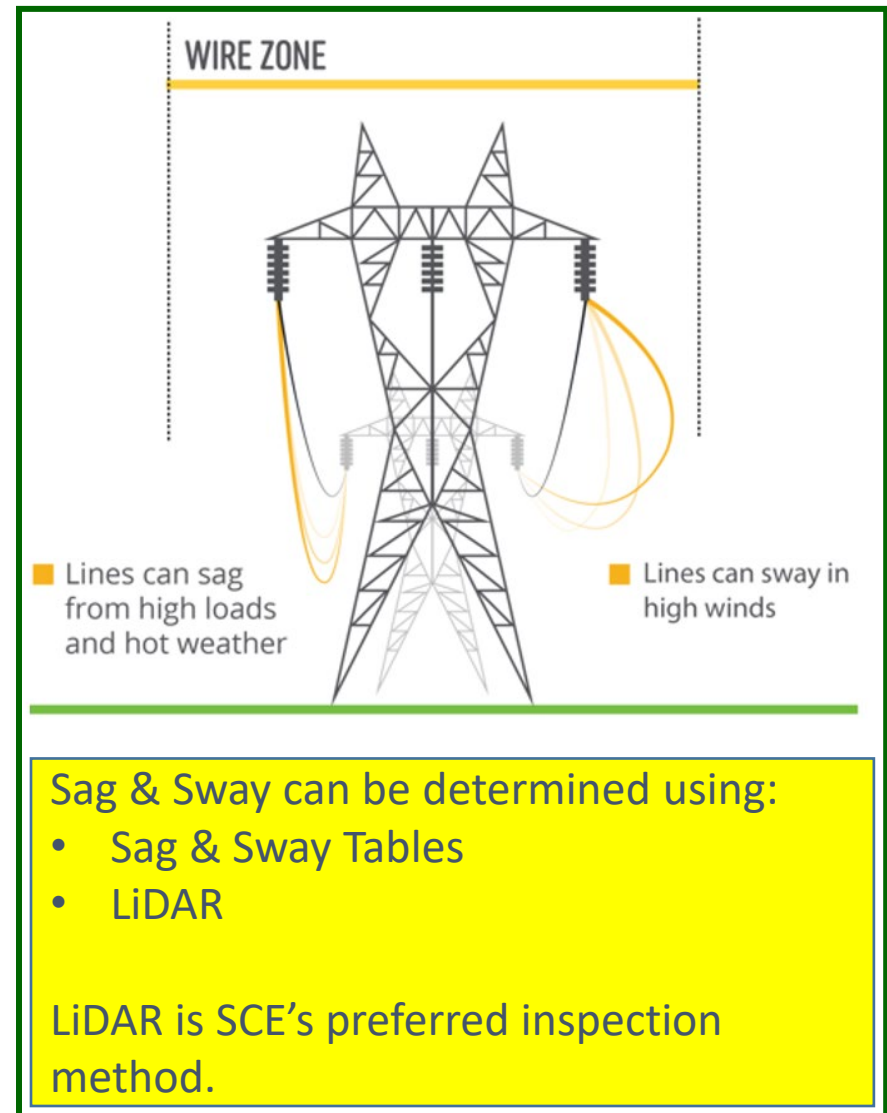 WIRE ZONE
Lines can sag
from high loads
and hot weather
Lines can sway in
high winds
Sag & Sway can be determined using:
• Sag & Sway Tables
• LiDAR
LiDAR is SCE’s preferred inspection
method.